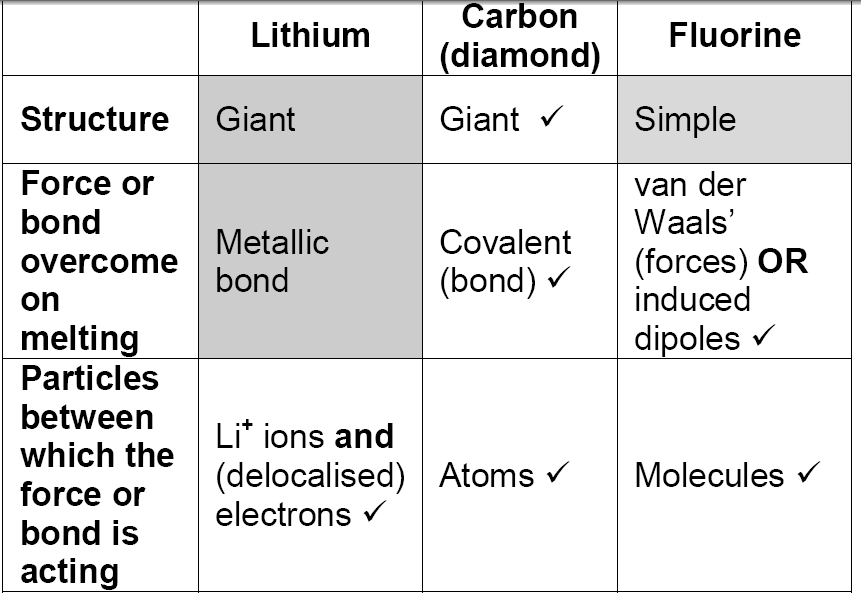 Lithium
Carbon
(diamond)
Fluorine
Structure
Giant
Giant ✓
Simple
Force or
bond
overcome
on
melting
Metallic
bond
Covalent
(bond) ✓
van der
Waals’
(forces) OR
induced
dipoles ✓
Particles
between
which the
force or
bond is
acting
Li⁺ ions and
(delocalised)
electrons ✓
Atoms ✓
Molecules ✓